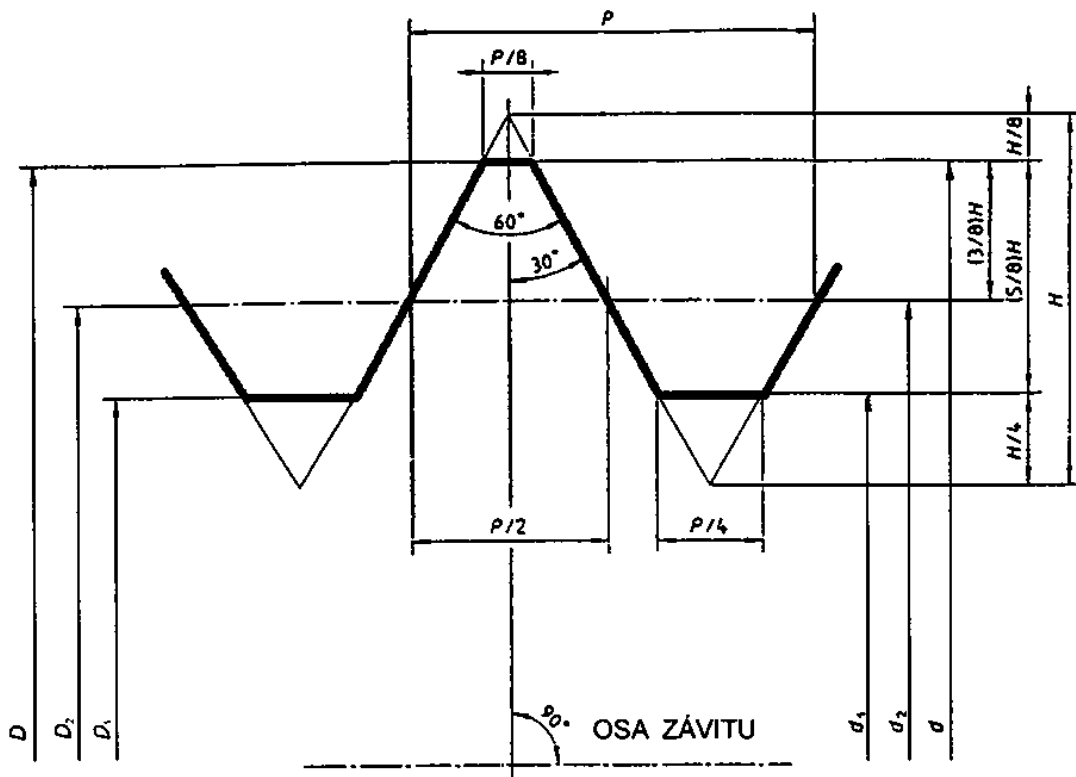 P
P/8
H/8
60°
30°
(3/8)H
(5/8)H
H
H/4
P/2
P/4
D
D₂
D₁
90°
OSA ZÁVITU
d₁
d₂
d